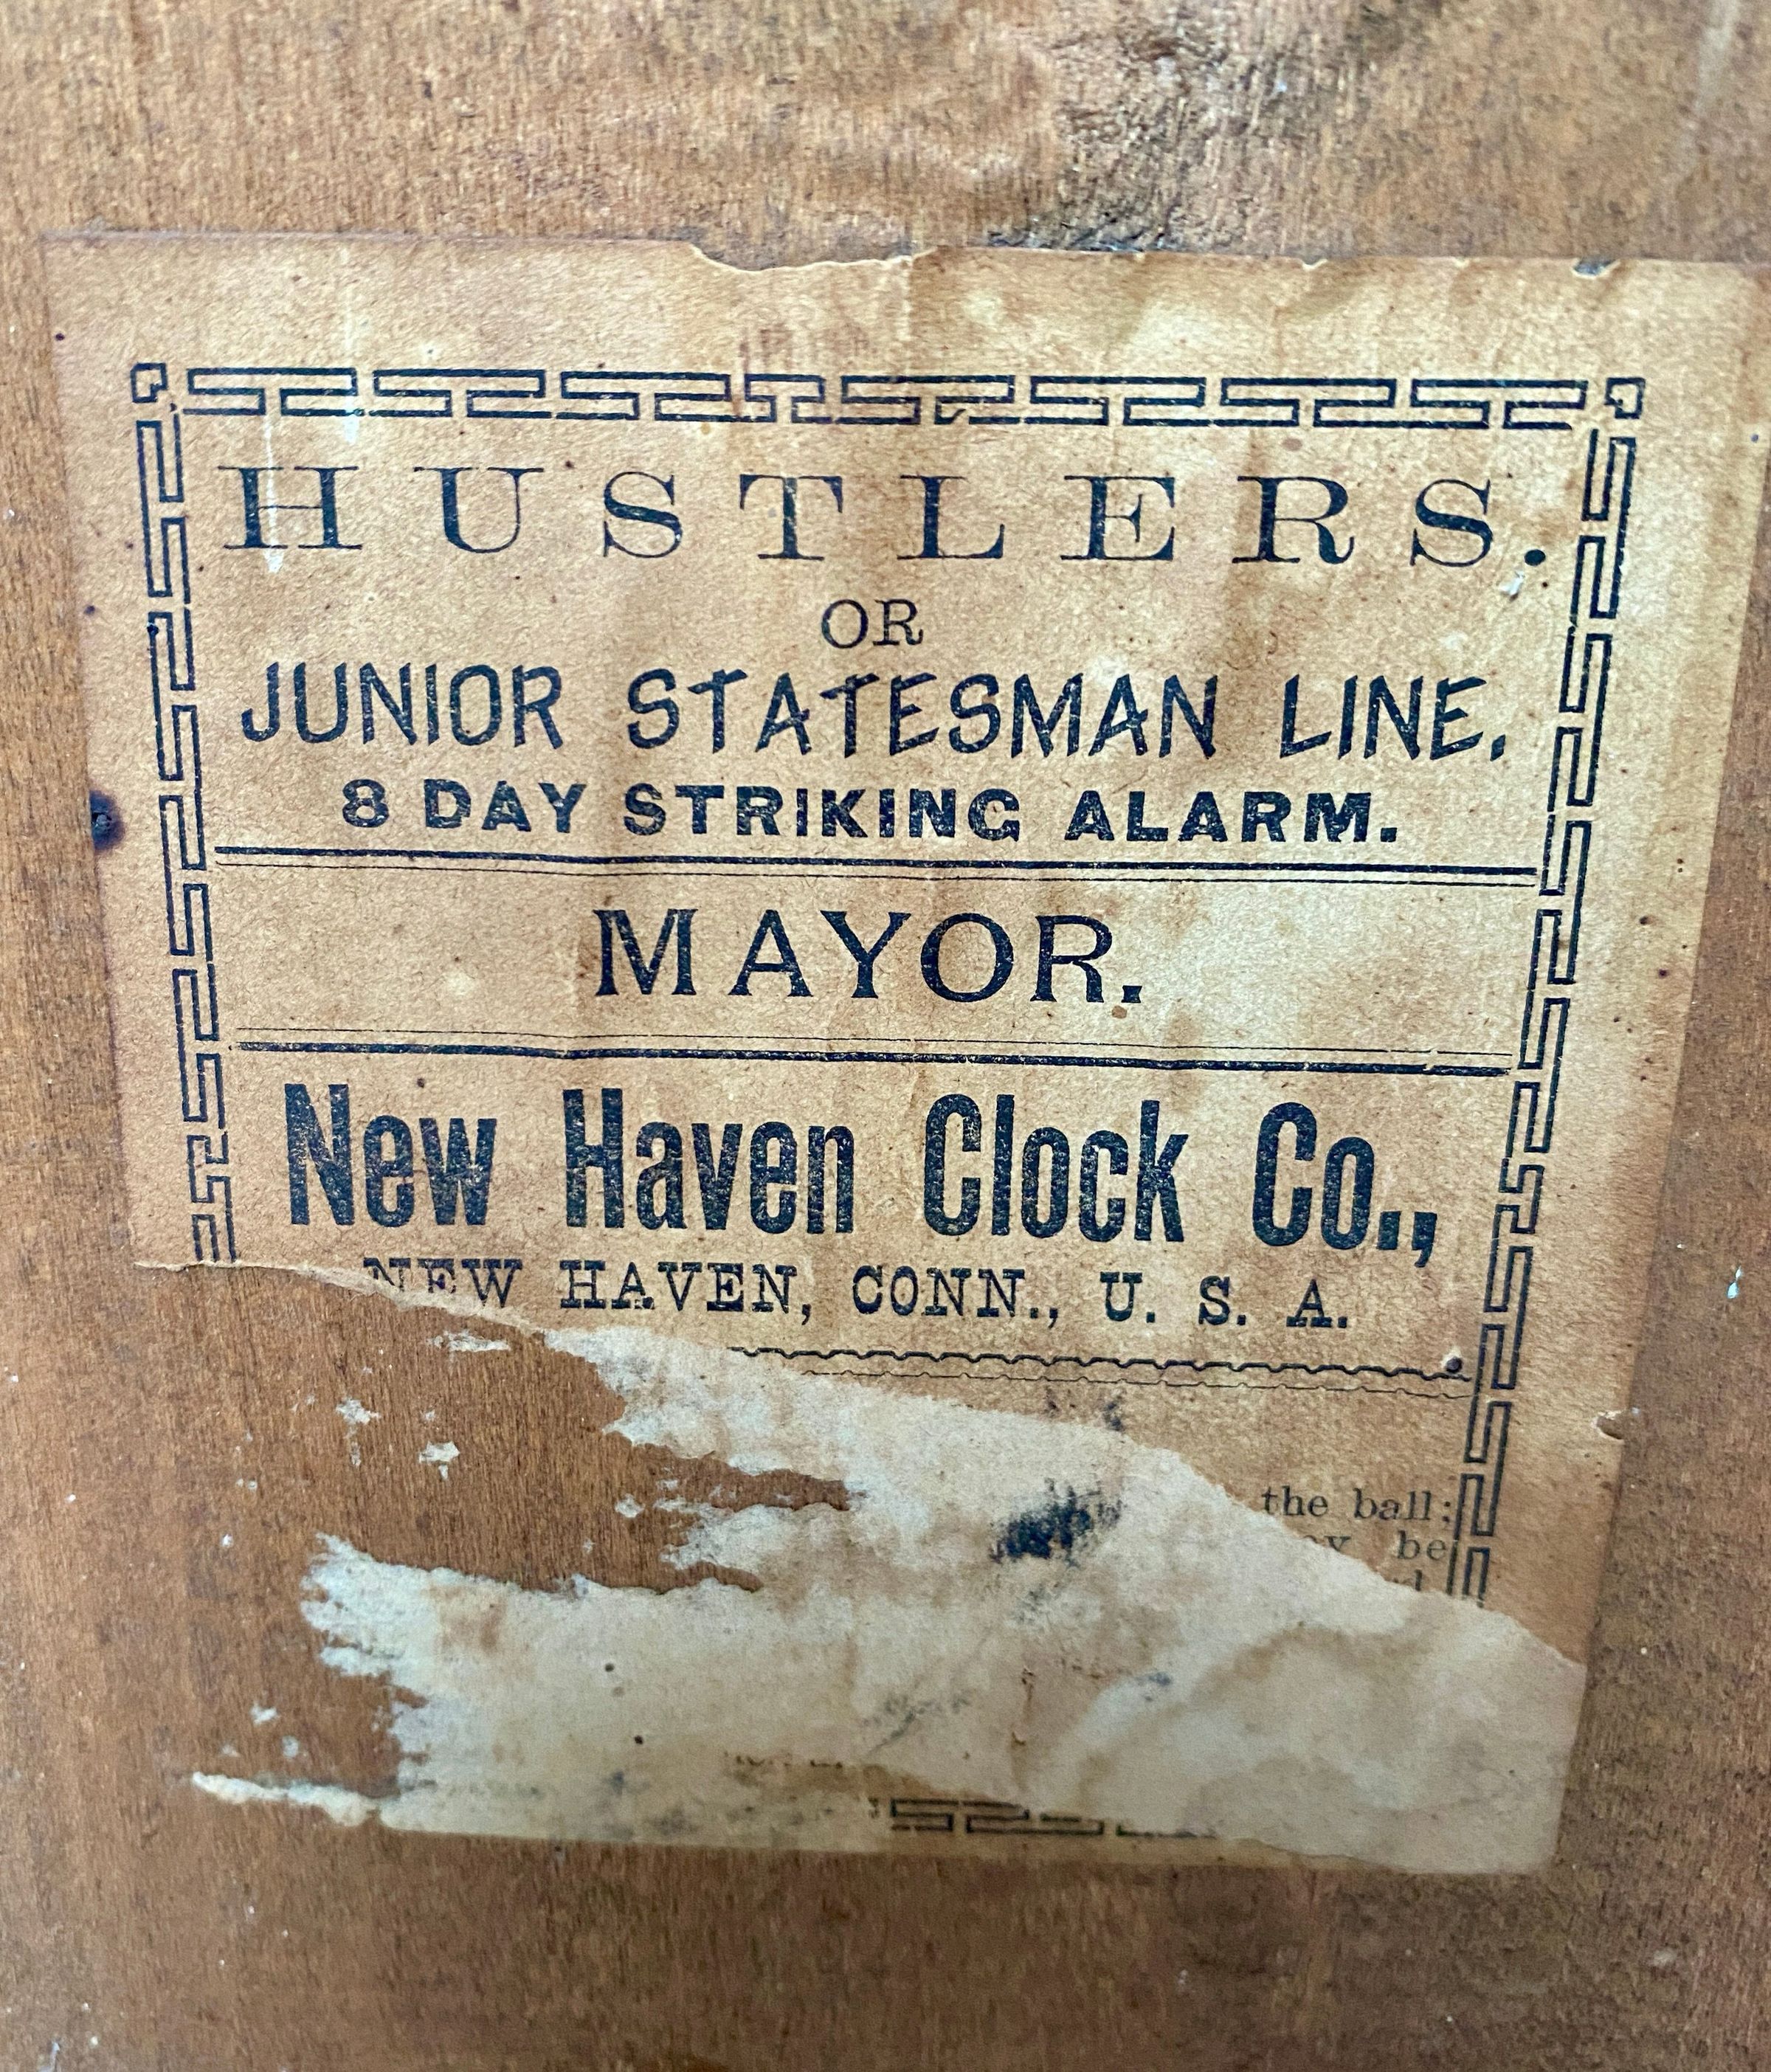 HUSTLERS.
OR
JUNIOR STATESMAN LINE.
8 DAY STRIKING ALARM.
MAYOR.
New Haven Clock Co.,
NEW HAVEN, CONN., U. S. A.
the ball;
be